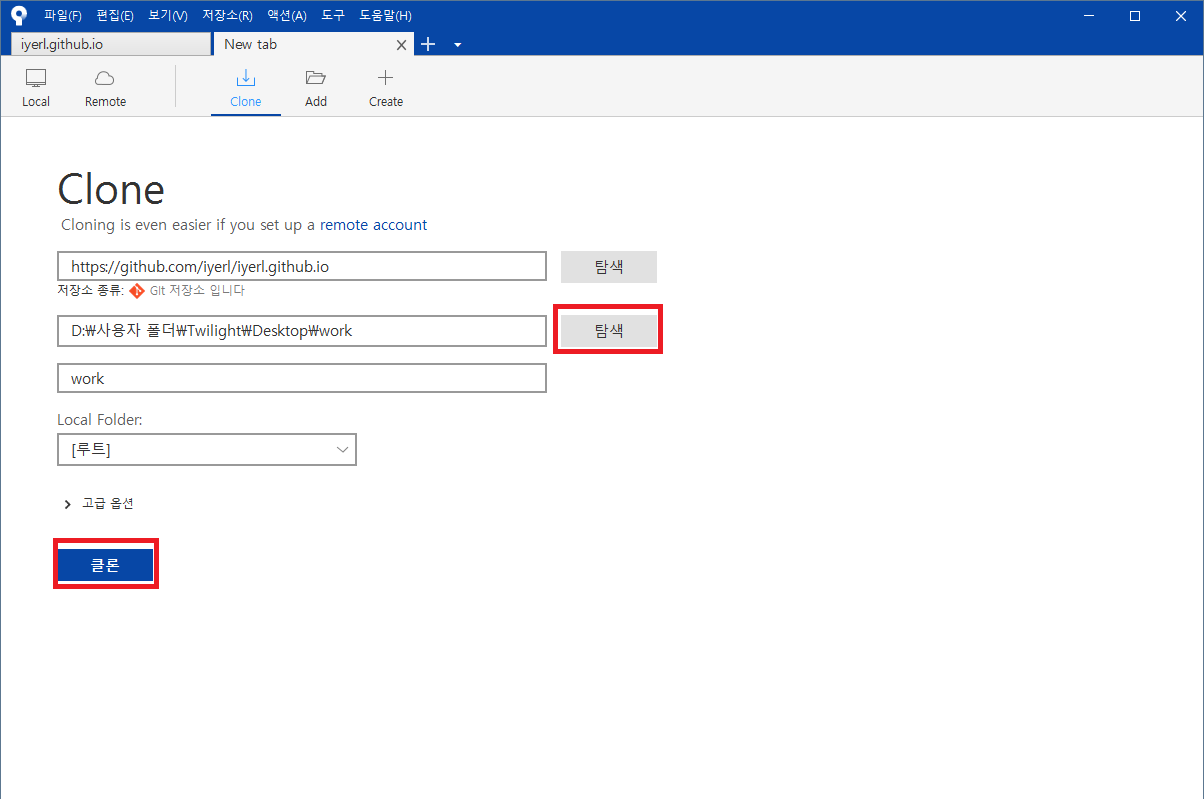 파일(F) 편집(E) 보기(V) 저장소(R) 액션(A) 도구 도움말(H)
iyerl.github.io New tab
Local Remote Clone Add Create
Clone
Cloning is even easier if you set up a remote account
https://github.com/iyerl/iyerl.github.io 탐색
저장소 종류: Git 저장소 입니다
D:₩사용자 폴더₩Twilight₩Desktop₩work 탐색
work
Local Folder:
[루트]
고급 옵션
클론